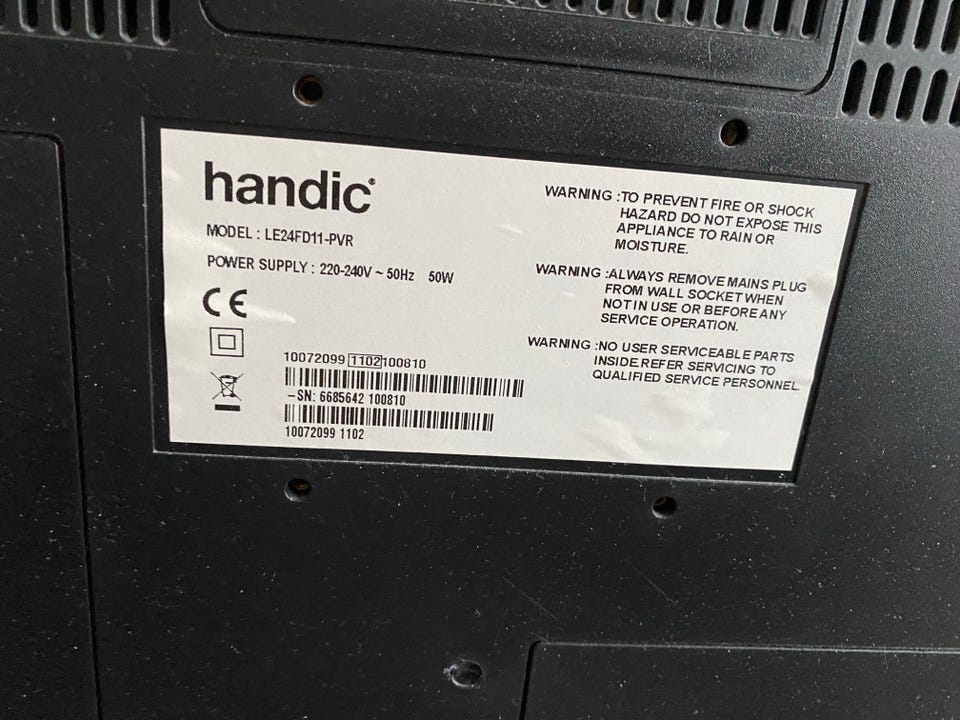 handic®
MODEL : LE24FD11-PVR
POWER SUPPLY : 220-240V ~ 50Hz 50W
CE
10072099 1102 100810
-SN: 6685642 100810
10072099 1102
WARNING :TO PREVENT FIRE OR SHOCK
HAZARD DO NOT EXPOSE THIS
APPLIANCE TO RAIN OR
MOISTURE.
WARNING :ALWAYS REMOVE MAINS PLUG
FROM WALL SOCKET WHEN
NOT IN USE OR BEFORE ANY
SERVICE OPERATION.
WARNING :NO USER SERVICEABLE PARTS
INSIDE.REFER SERVICING TO
QUALIFIED SERVICE PERSONNEL.